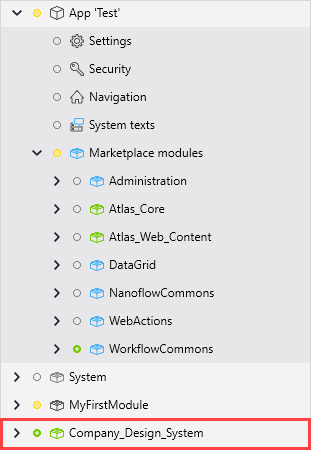 App 'Test'
Settings
Security
Navigation
System texts
Marketplace modules
Administration
Atlas_Core
Atlas_Web_Content
DataGrid
NanoflowCommons
WebActions
WorkflowCommons
System
MyFirstModule
Company_Design_System